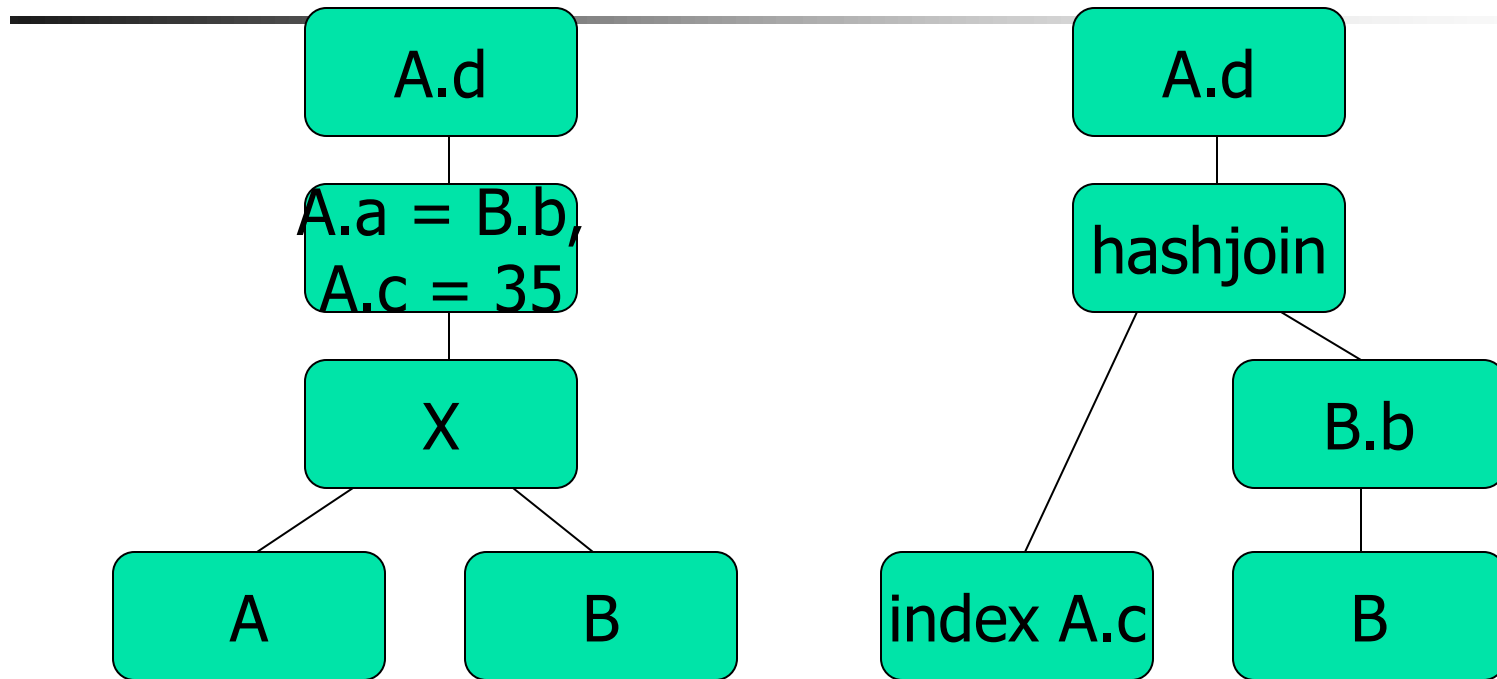 A.d
A.a = B.b,
A.c = 35
X
A
B
A.d
hashjoin
B.b
index A.c
B